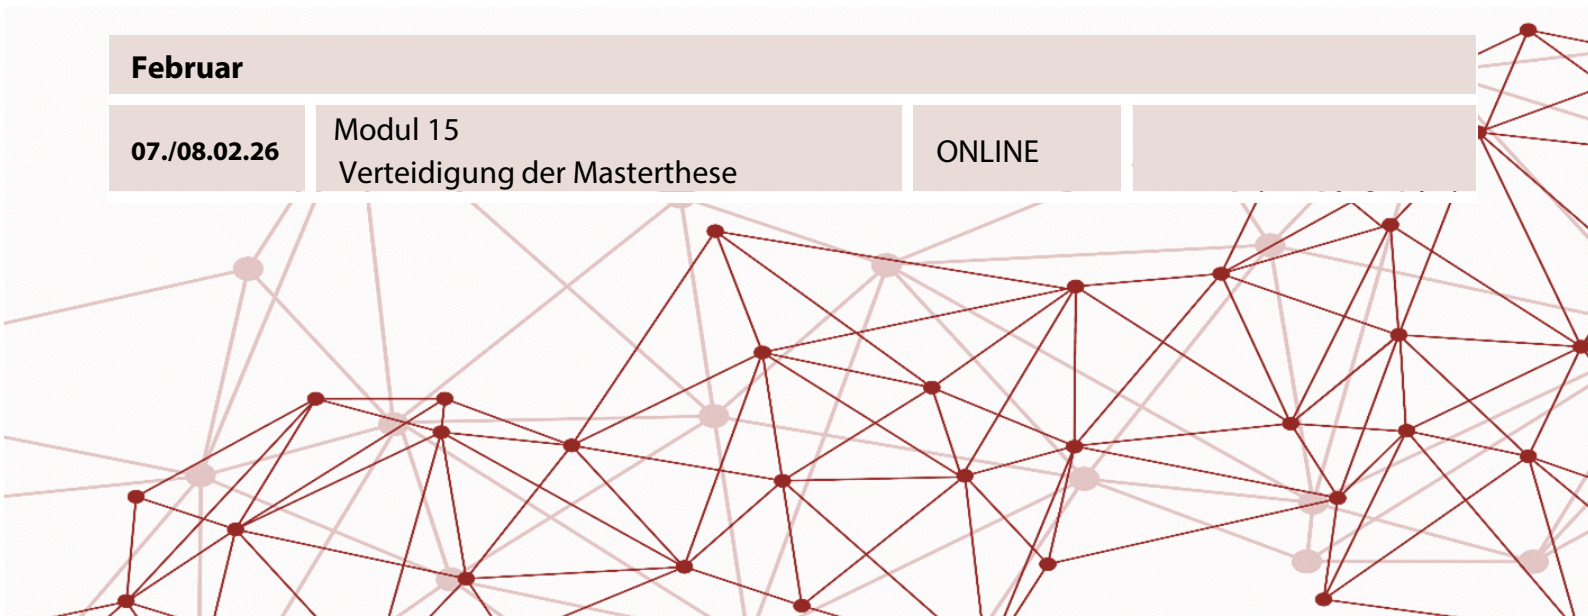 Februar
07./08.02.26
Modul 15
Verteidigung der Masterthese
ONLINE